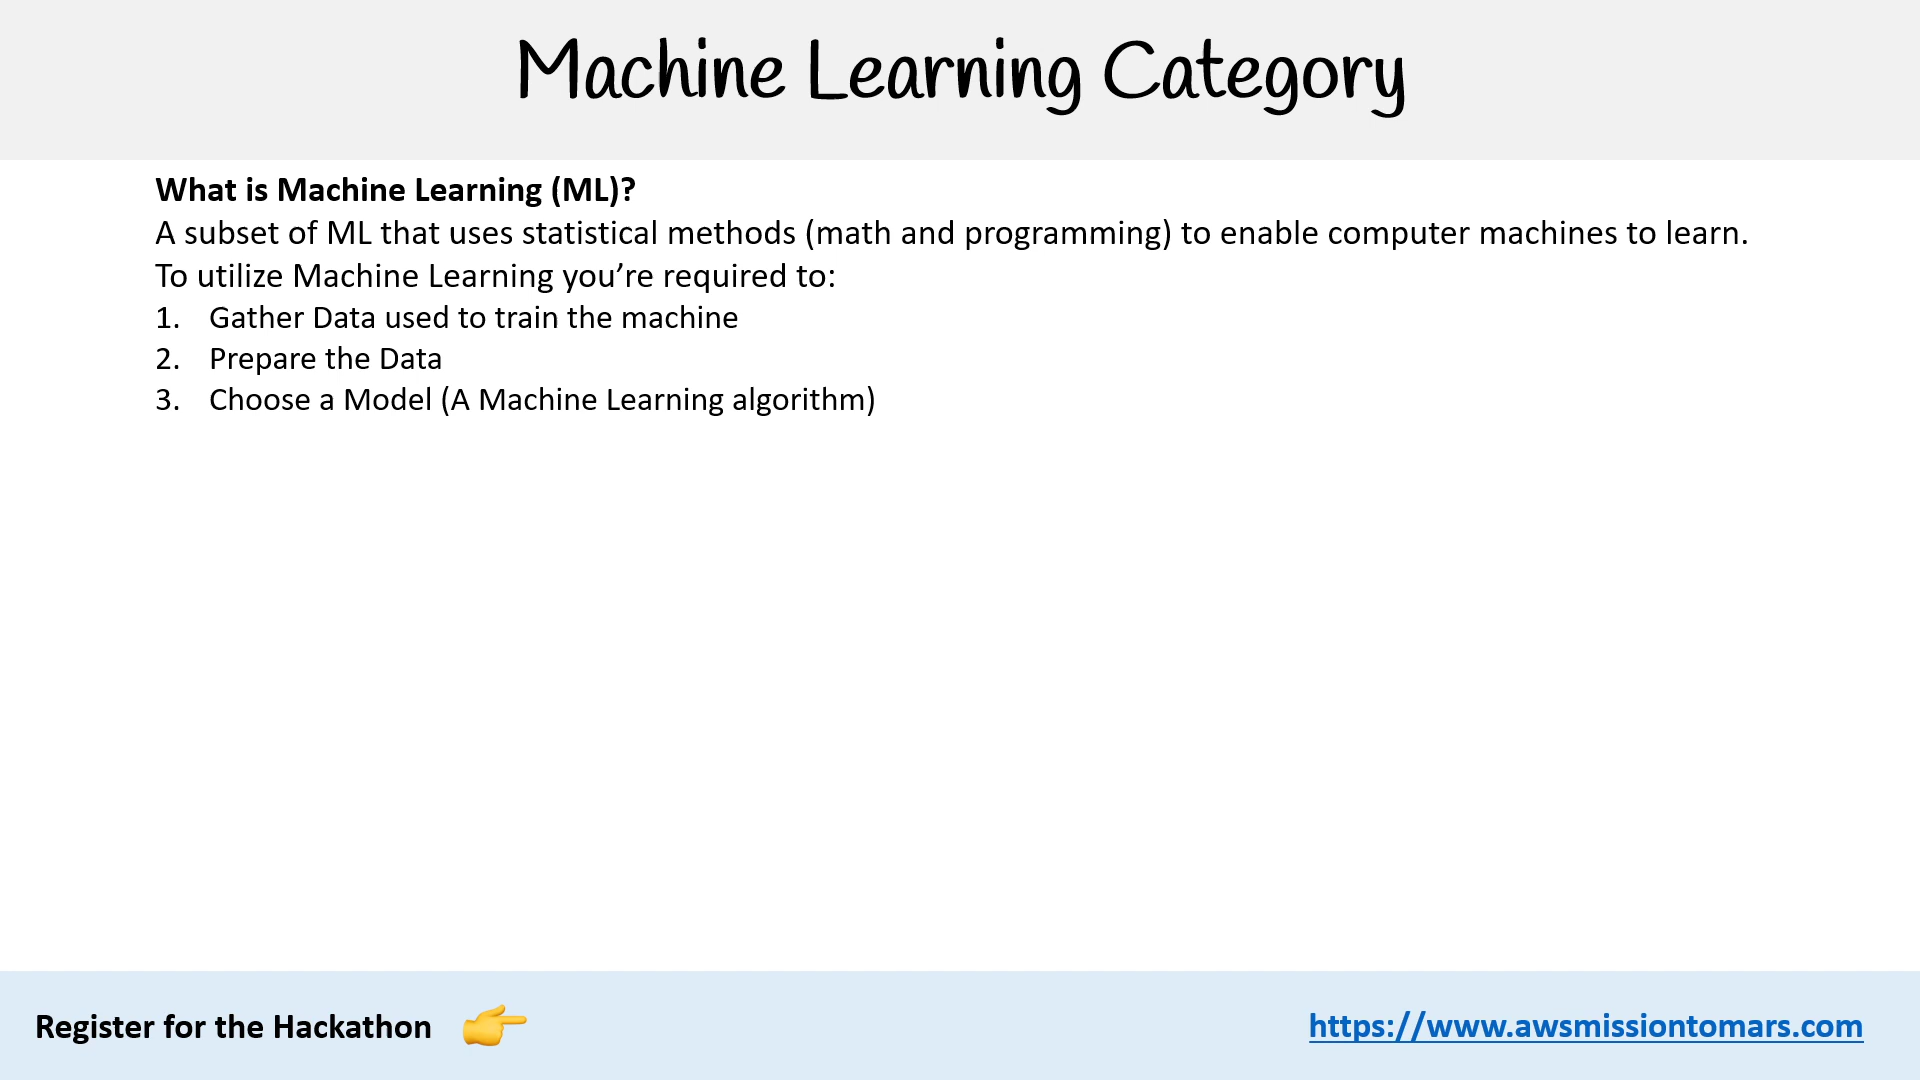 Machine Learning Category
What is Machine Learning (ML)?
A subset of ML that uses statistical methods (math and programming) to enable computer machines to learn.
To utilize Machine Learning you’re required to:
1. Gather Data used to train the machine
2. Prepare the Data
3. Choose a Model (A Machine Learning algorithm)
Register for the Hackathon
https://www.awsmissiontomars.com